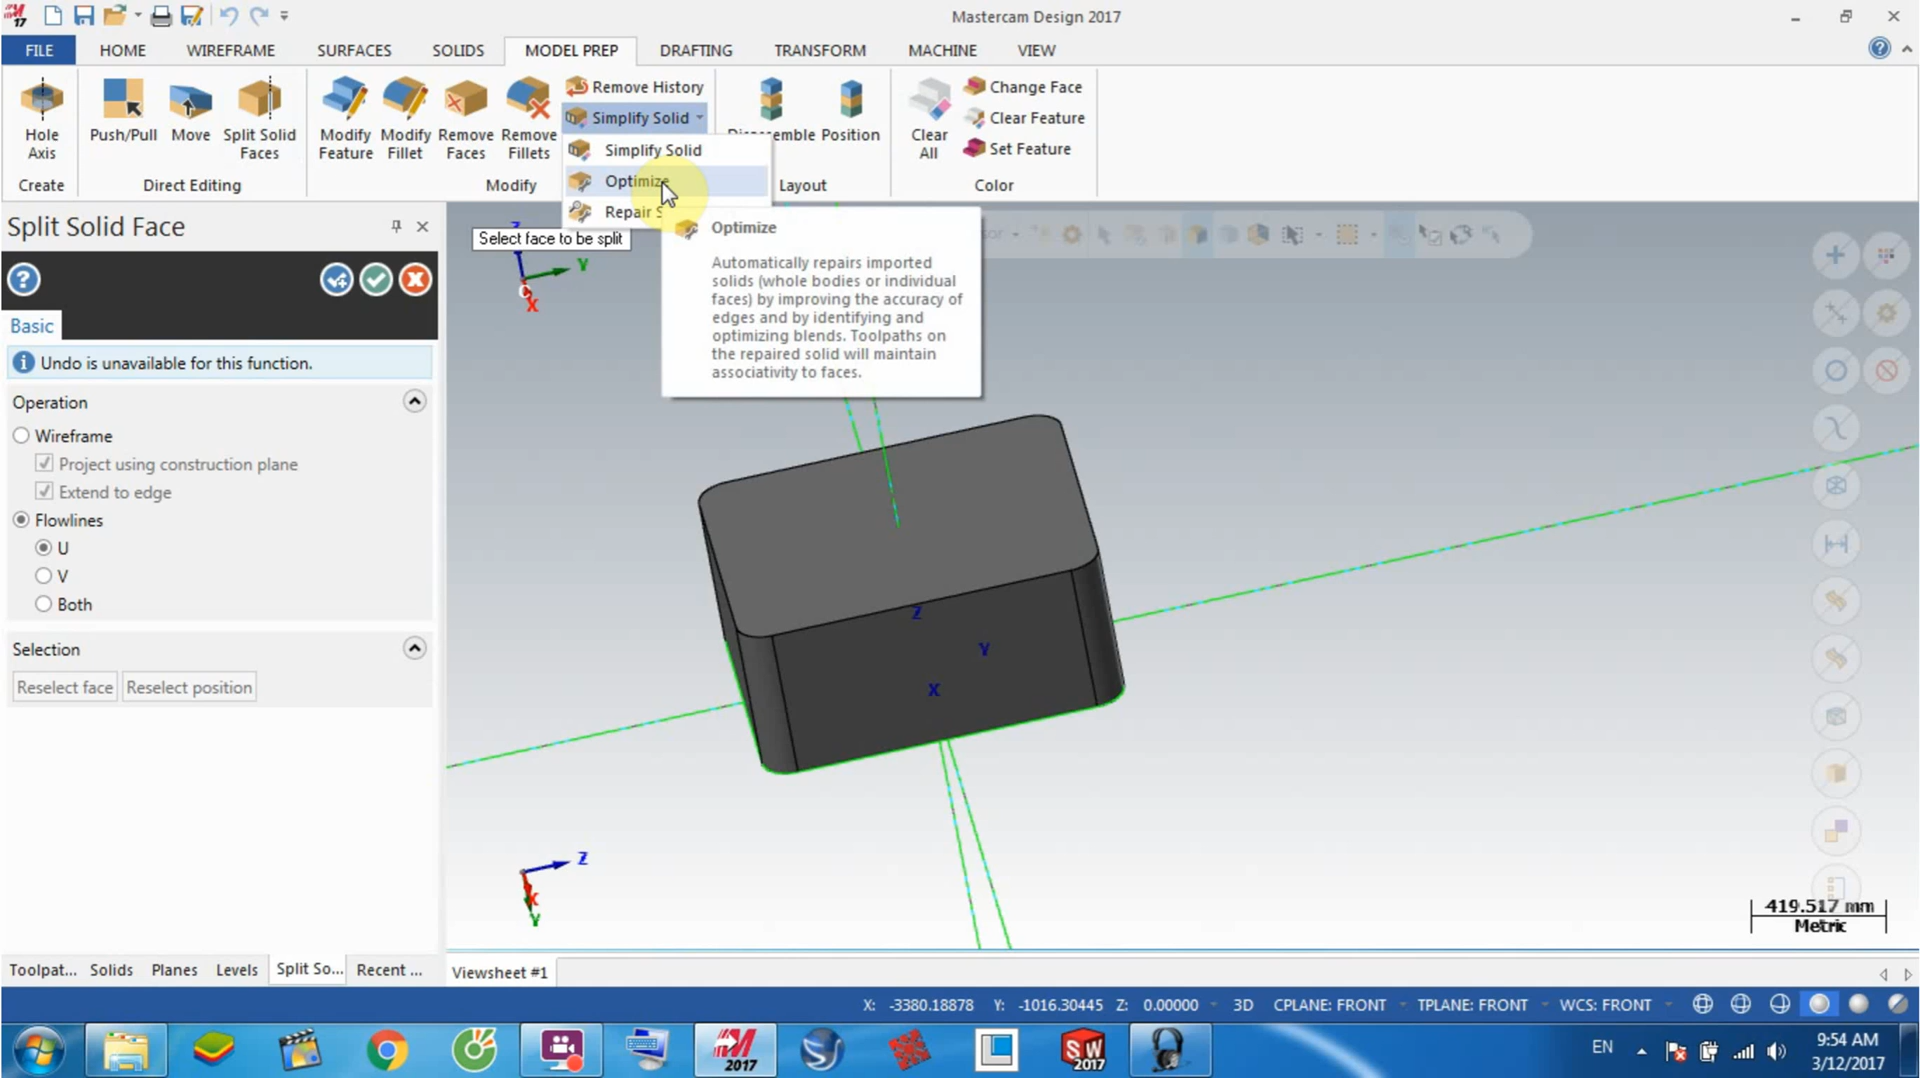 17
Mastercam Design 2017
FILE
HOME
WIREFRAME
SURFACES
SOLIDS
MODEL PREP
DRAFTING
TRANSFORM
MACHINE
VIEW
Hole
Axis
Create
Push/Pull
Move
Split Solid
Faces
Direct Editing
Modify
Feature
Modify
Fillet
Remove
Faces
Remove
Fillets
Remove History
Simplify Solid
Modify
Simplify Solid
Optimize
Repair S
Position
Layout
Clear
All
Change Face
Clear Feature
Set Feature
Color
Split Solid Face
Basic
Undo is unavailable for this function.
Operation
Wireframe
Project using construction plane
Extend to edge
Flowlines
U
V
Both
Selection
Reselect face
Reselect position
Select face to be split
Optimize
Automatically repairs imported
solids (whole bodies or individual
faces) by improving the accuracy of
edges and by identifying and
optimizing blends. Toolpaths on
the repaired solid will maintain
associativity to faces.
Z
Y
X
Z
Y
X
Z
X
Y
419.517 mm
Metric
Toolpat...
Solids
Planes
Levels
Split So...
Recent ...
Viewsheet #1
X: -3380.18878 Y: -1016.30445 Z: 0.00000 3D CPLANE: FRONT TPLANE: FRONT WCS: FRONT
2017
SW
2017
EN
9:54 AM
3/12/2017